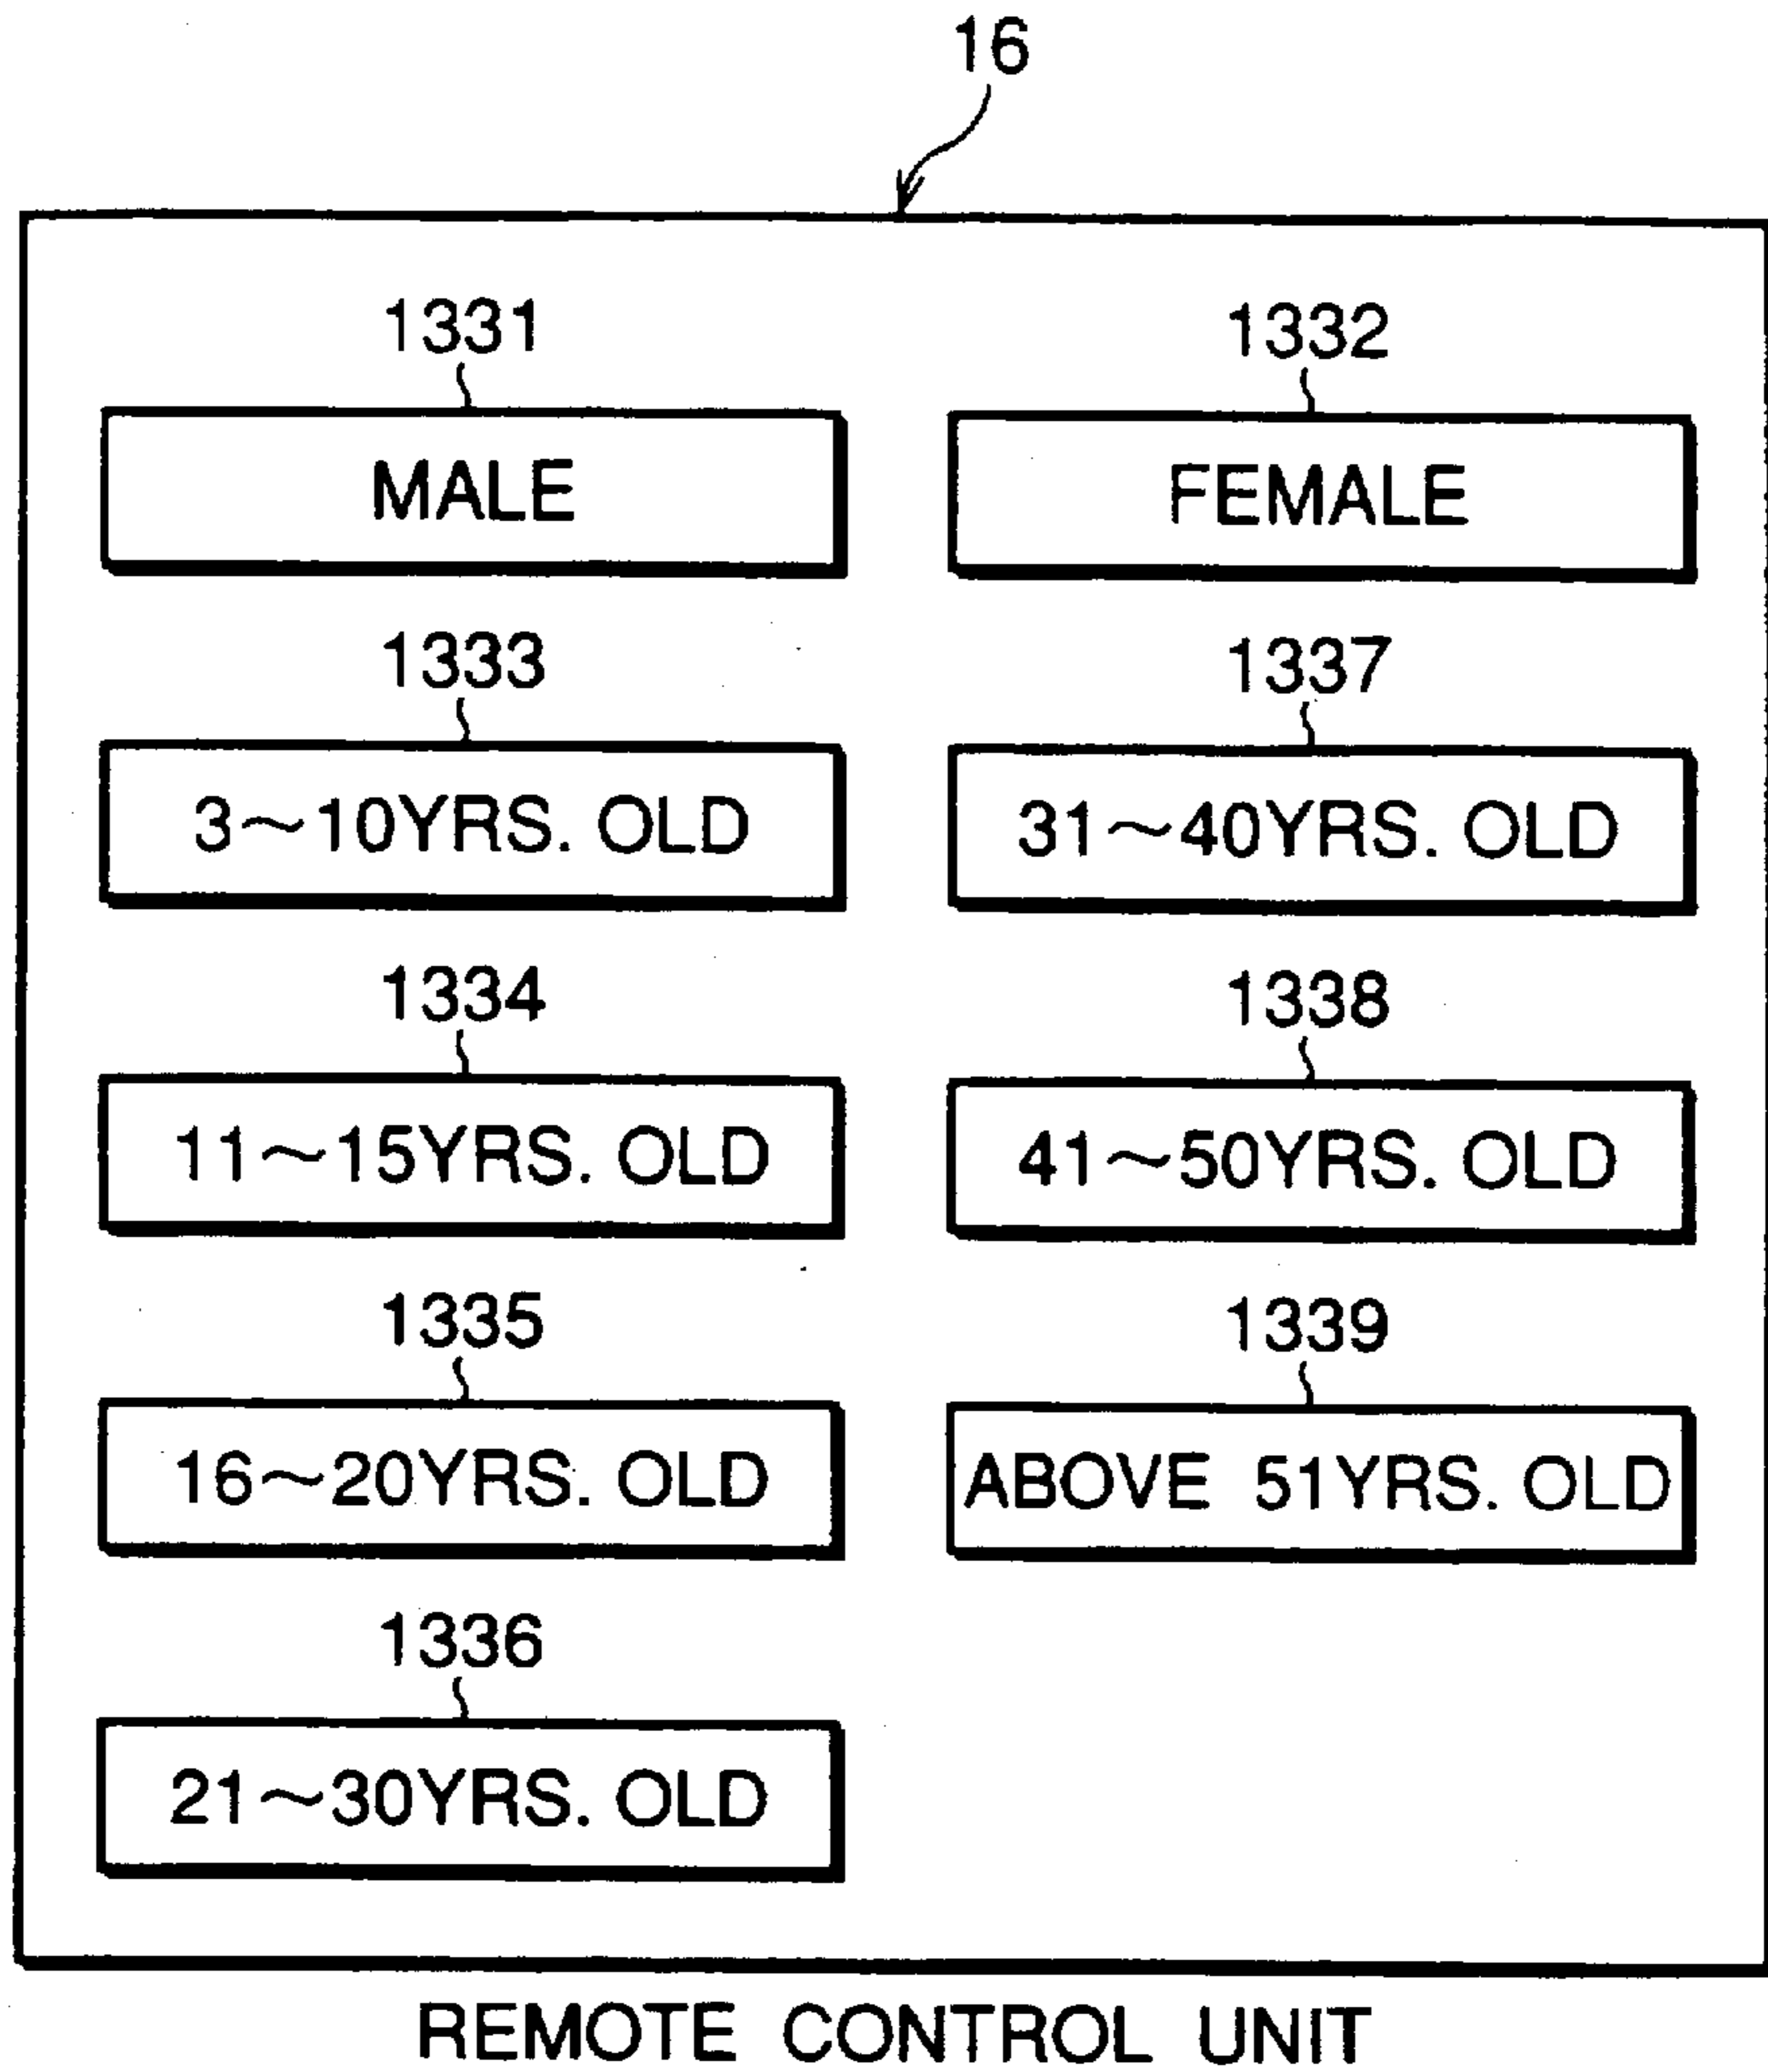 16
1331 1332
MALE FEMALE
1333 1337
3~10YRS. OLD 31~40YRS. OLD
1334 1338
11~15YRS. OLD 41~50YRS. OLD
1335 1339
16~20YRS. OLD ABOVE 51YRS. OLD
1336
21~30YRS. OLD
REMOTE CONTROL UNIT